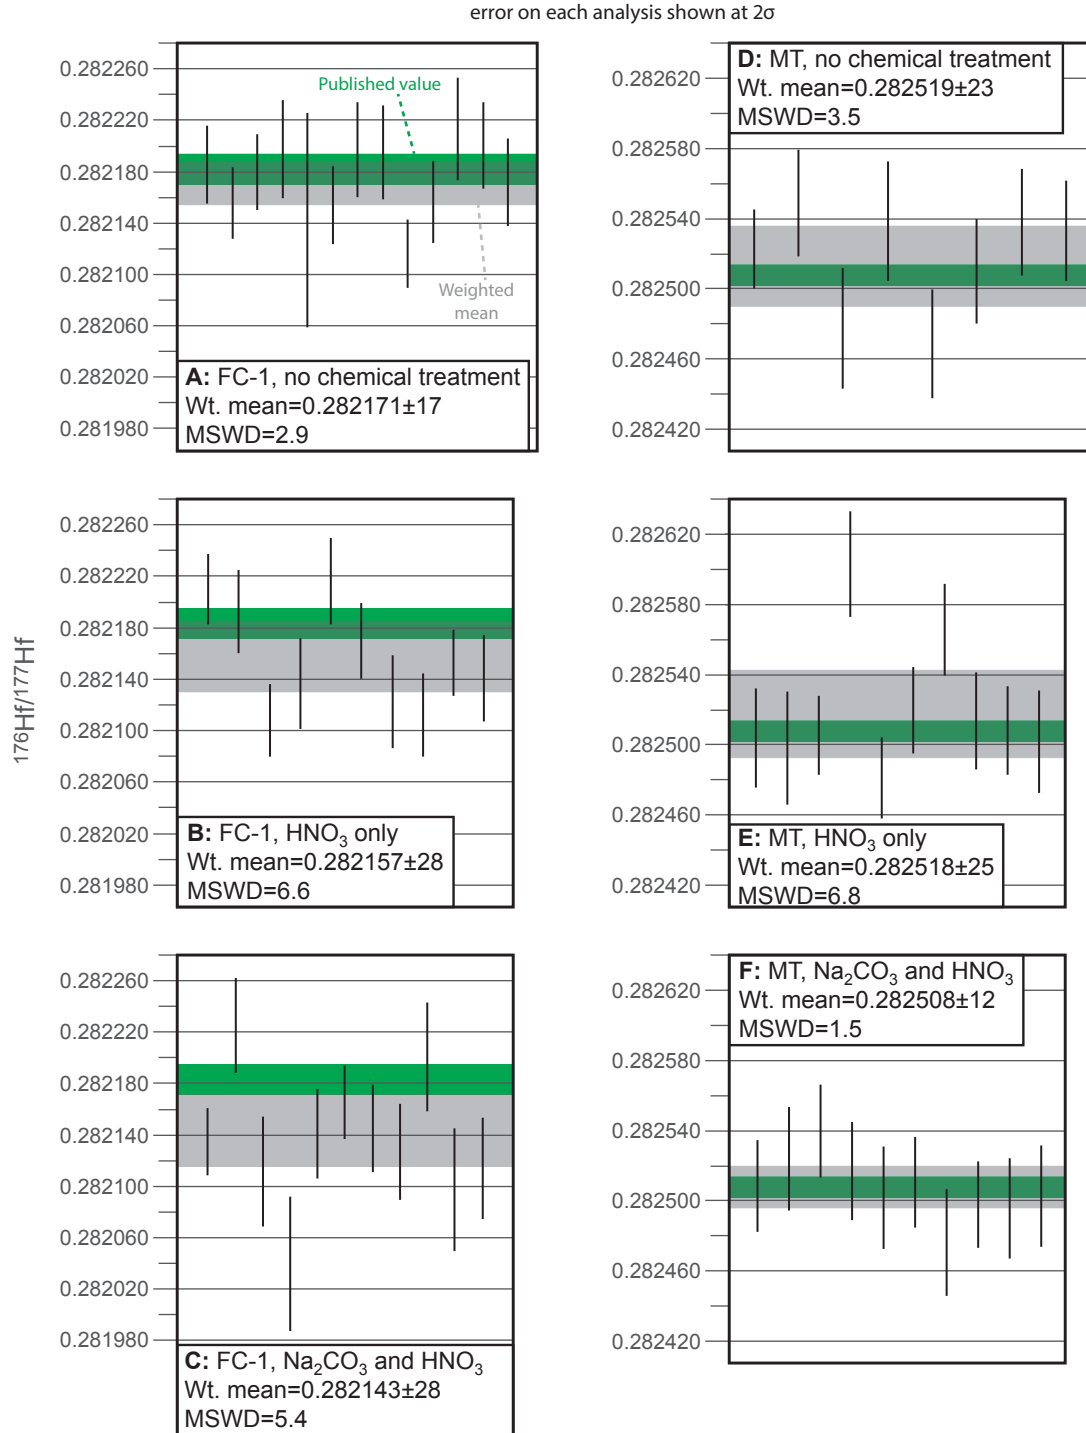 error on each analysis shown at 2σ
0.282260
0.282220
0.282180
0.282140
0.282100
0.282060
0.282020
0.281980
Published value
Weighted
mean
A: FC-1, no chemical treatment
Wt. mean=0.282171±17
MSWD=2.9
0.282620
0.282580
0.282540
0.282500
0.282460
0.282420
D: MT, no chemical treatment
Wt. mean=0.282519±23
MSWD=3.5
176Hf/177Hf
0.282260
0.282220
0.282180
0.282140
0.282100
0.282060
0.282020
0.281980
B: FC-1, HNO3 only
Wt. mean=0.282157±28
MSWD=6.6
0.282620
0.282580
0.282540
0.282500
0.282460
0.282420
E: MT, HNO3 only
Wt. mean=0.282518±25
MSWD=6.8
0.282260
0.282220
0.282180
0.282140
0.282100
0.282060
0.282020
0.281980
C: FC-1, Na2CO3 and HNO3
Wt. mean=0.282143±28
MSWD=5.4
0.282620
0.282580
0.282540
0.282500
0.282460
0.282420
F: MT, Na2CO3 and HNO3
Wt. mean=0.282508±12
MSWD=1.5